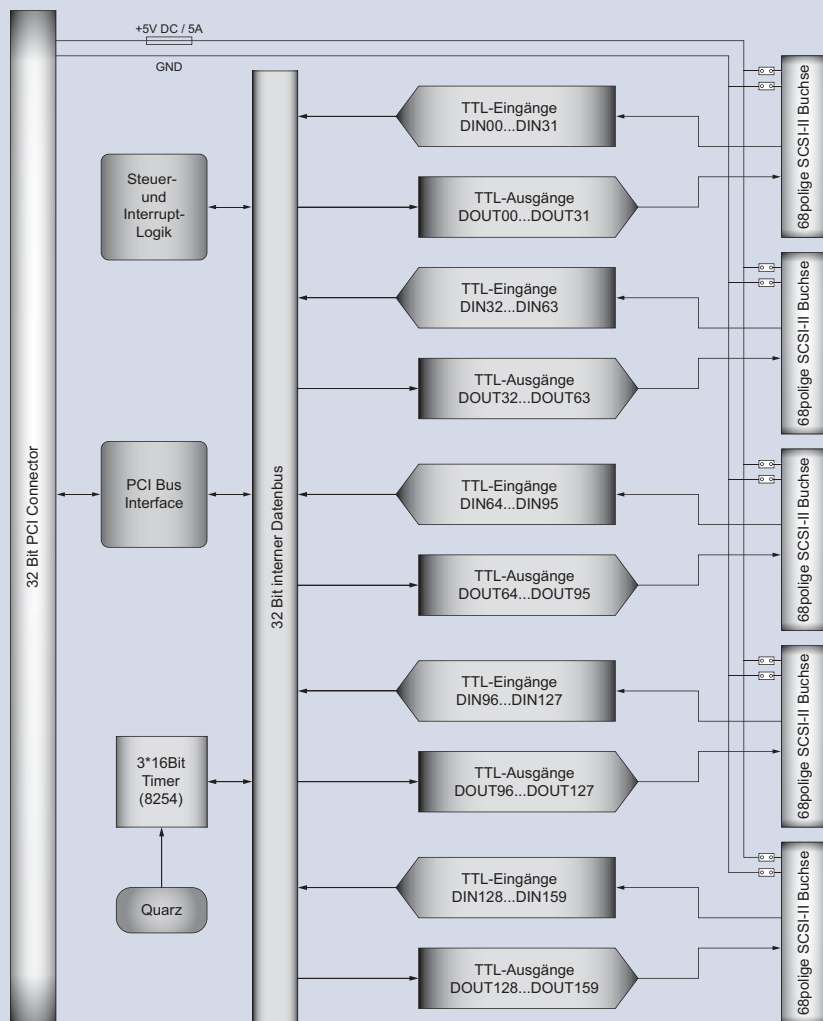 +5V DC / 5A
GND
32 Bit PCI Connector
Steuer-
und
Interrupt-
Logik
PCI Bus
Interface
3*16Bit
Timer
(8254)
Quarz
32 Bit interner Datenbus
TTL-Eingänge
DIN00...DIN31
TTL-Ausgänge
DOUT00...DOUT31
68polige SCSI-II Buchse
TTL-Eingänge
DIN32...DIN63
TTL-Ausgänge
DOUT32...DOUT63
68polige SCSI-II Buchse
TTL-Eingänge
DIN64...DIN95
TTL-Ausgänge
DOUT64...DOUT95
68polige SCSI-II Buchse
TTL-Eingänge
DIN96...DIN127
TTL-Ausgänge
DOUT96...DOUT127
68polige SCSI-II Buchse
TTL-Eingänge
DIN128...DIN159
TTL-Ausgänge
DOUT128...DOUT159
68polige SCSI-II Buchse